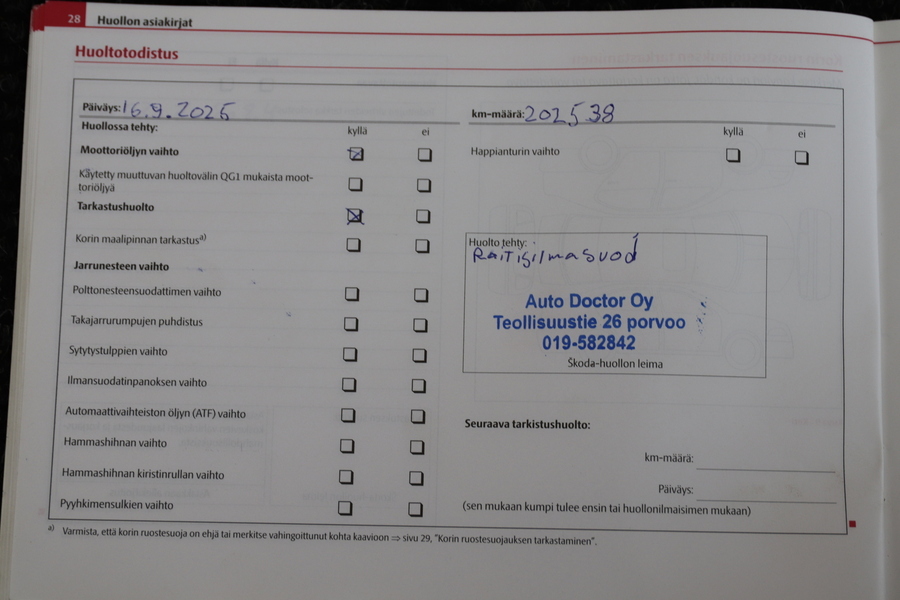 28 Huollon asiakirjat
Huoltotodistus
Päiväys: 16.9.2025
km-määrä: 202538
Huollossa tehty: kyllä ei
kyllä ei
Moottoriöljyn vaihto
Happianturin vaihto
Käytetty muuttuvan huoltovälin QG1 mukaista moot-
toriöljyä
Tarkastushuolto
Korin maalipinnan tarkastus a)
Jarrunesteen vaihto
Polttonesteensuodattimen vaihto
Takajarrurumpujen puhdistus
Sytytystulppien vaihto
Ilmansuodatinpanoksen vaihto
Automaattivaihteiston öljyn (ATF) vaihto
Hammashihnan vaihto
Hammashihnan kiristinrullan vaihto
Pyyhkimensulkien vaihto
Huolto tehty:
Raitisilmasuod
Auto Doctor Oy
Teollisuustie 26 porvoo
019-582842
Škoda-huollon leima
Seuraava tarkistushuolto:
km-määrä:
Päiväys:
(sen mukaan kumpi tulee ensin tai huollonilmaisimen mukaan)
a) Varmista, että korin ruostesuoja on ehjä tai merkitse vahingoittunut kohta kaavioon ⇒ sivu 29, "Korin ruostesuojauksen tarkastaminen".